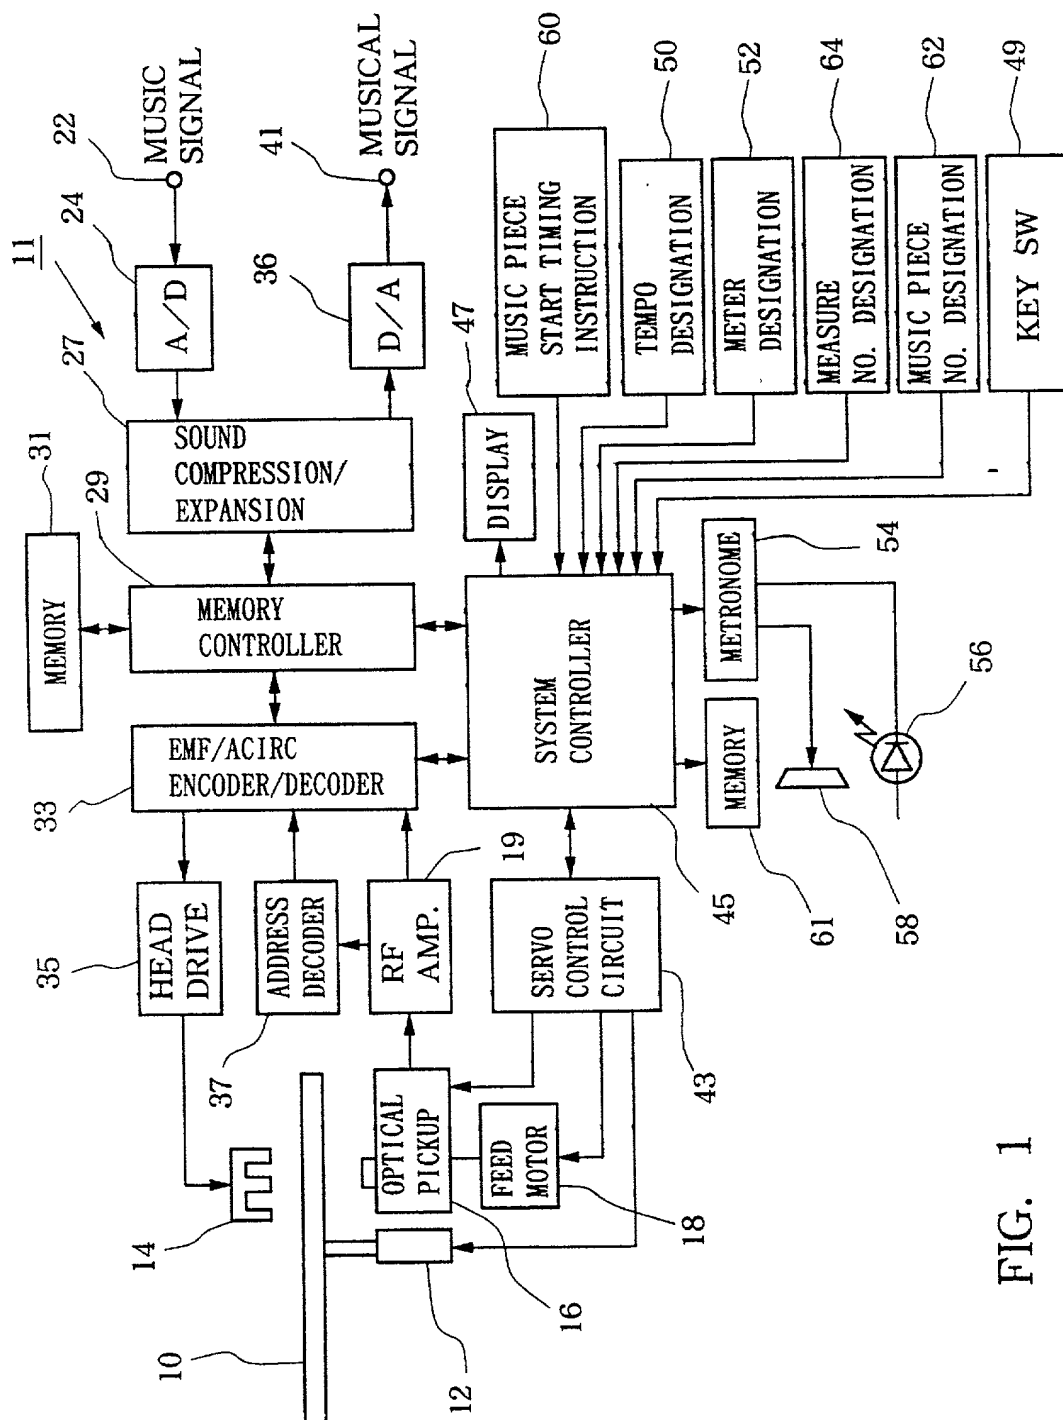 11
22
MUSIC
SIGNAL
24
A/D
27
SOUND
COMPRESSION/
EXPANSION
41
MUSICAL
SIGNAL
36
D/A
31
MEMORY
29
MEMORY
CONTROLLER
33
EMF/ACIRC
ENCODER/DECODER
35
HEAD
DRIVE
37
ADDRESS
DECODER
19
RF
AMP.
14
10
12
OPTICAL
PICKUP
16
FEED
MOTOR
18
SERVO
CONTROL
CIRCUIT
43
SYSTEM
CONTROLLER
45
47
DISPLAY
60
MUSIC PIECE
START TIMING
INSTRUCTION
50
TEMPO
DESIGNATION
52
METER
DESIGNATION
64
MEASURE
NO. DESIGNATION
62
MUSIC PIECE
NO. DESIGNATION
49
KEY SW
54
METRONOME
MEMORY
61
58
56
FIG. 1